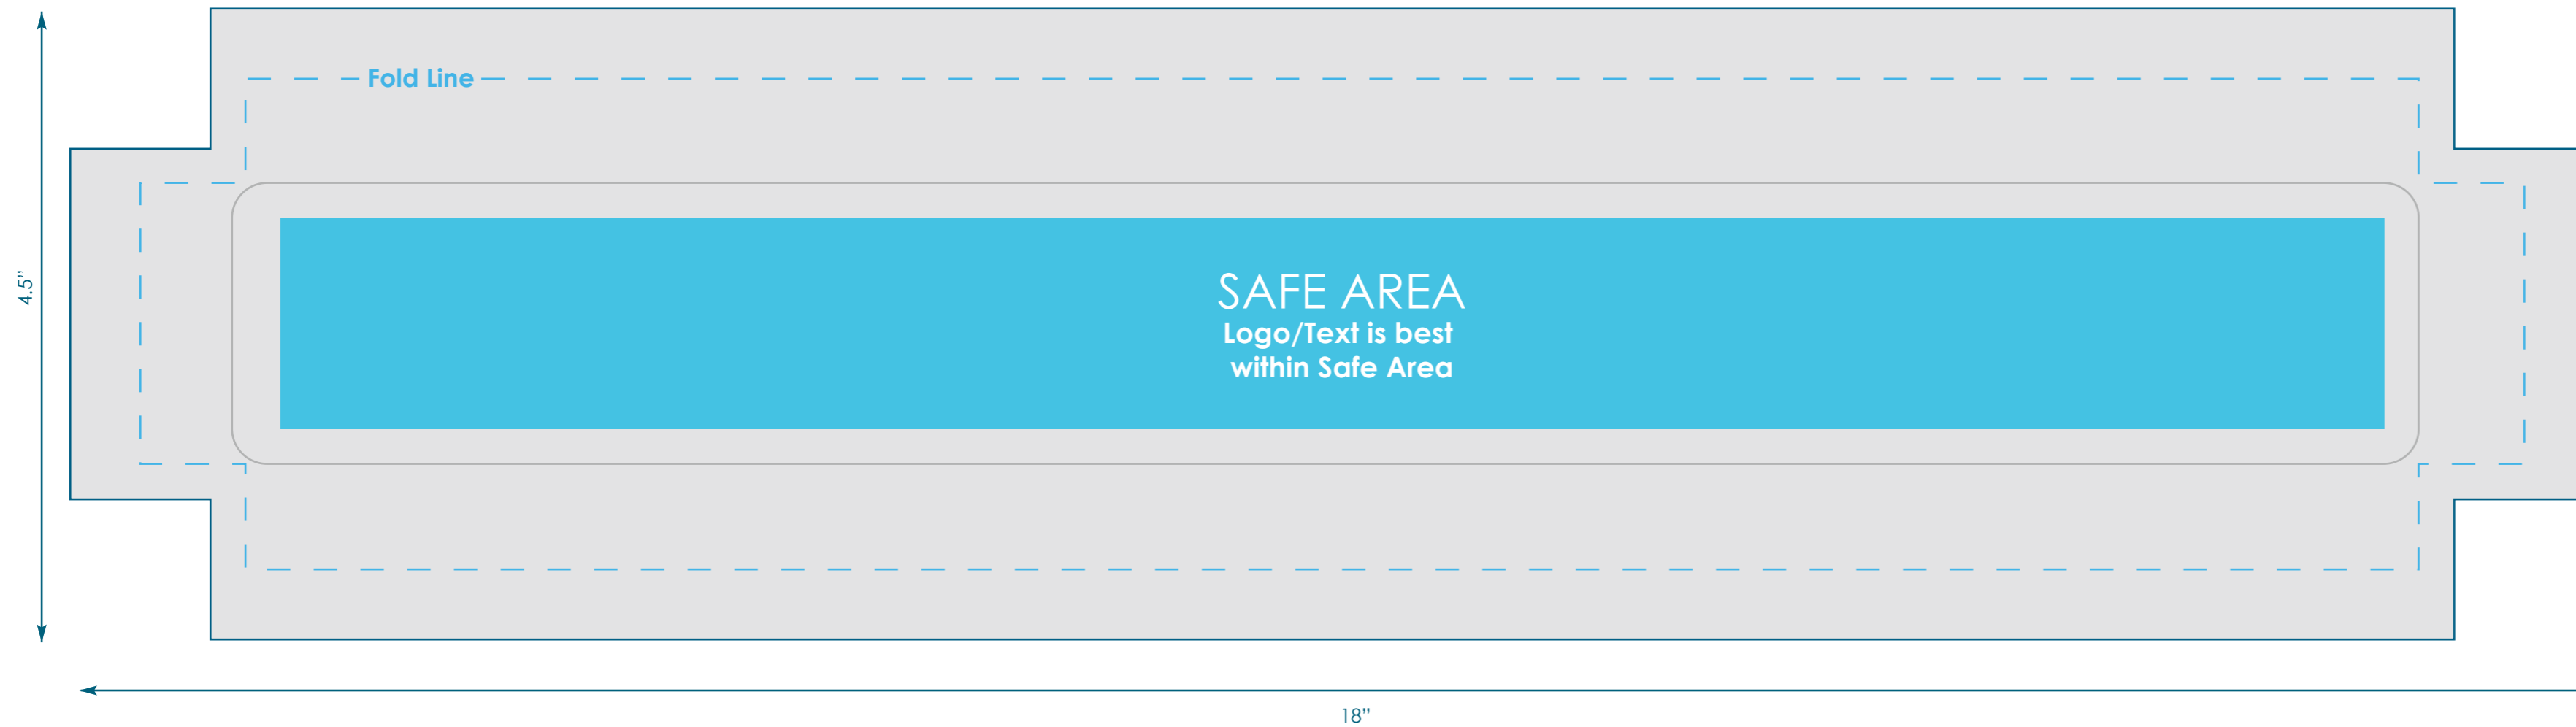 Fold Line
4.5”
SAFE AREA
Logo/Text is best
within Safe Area
18”